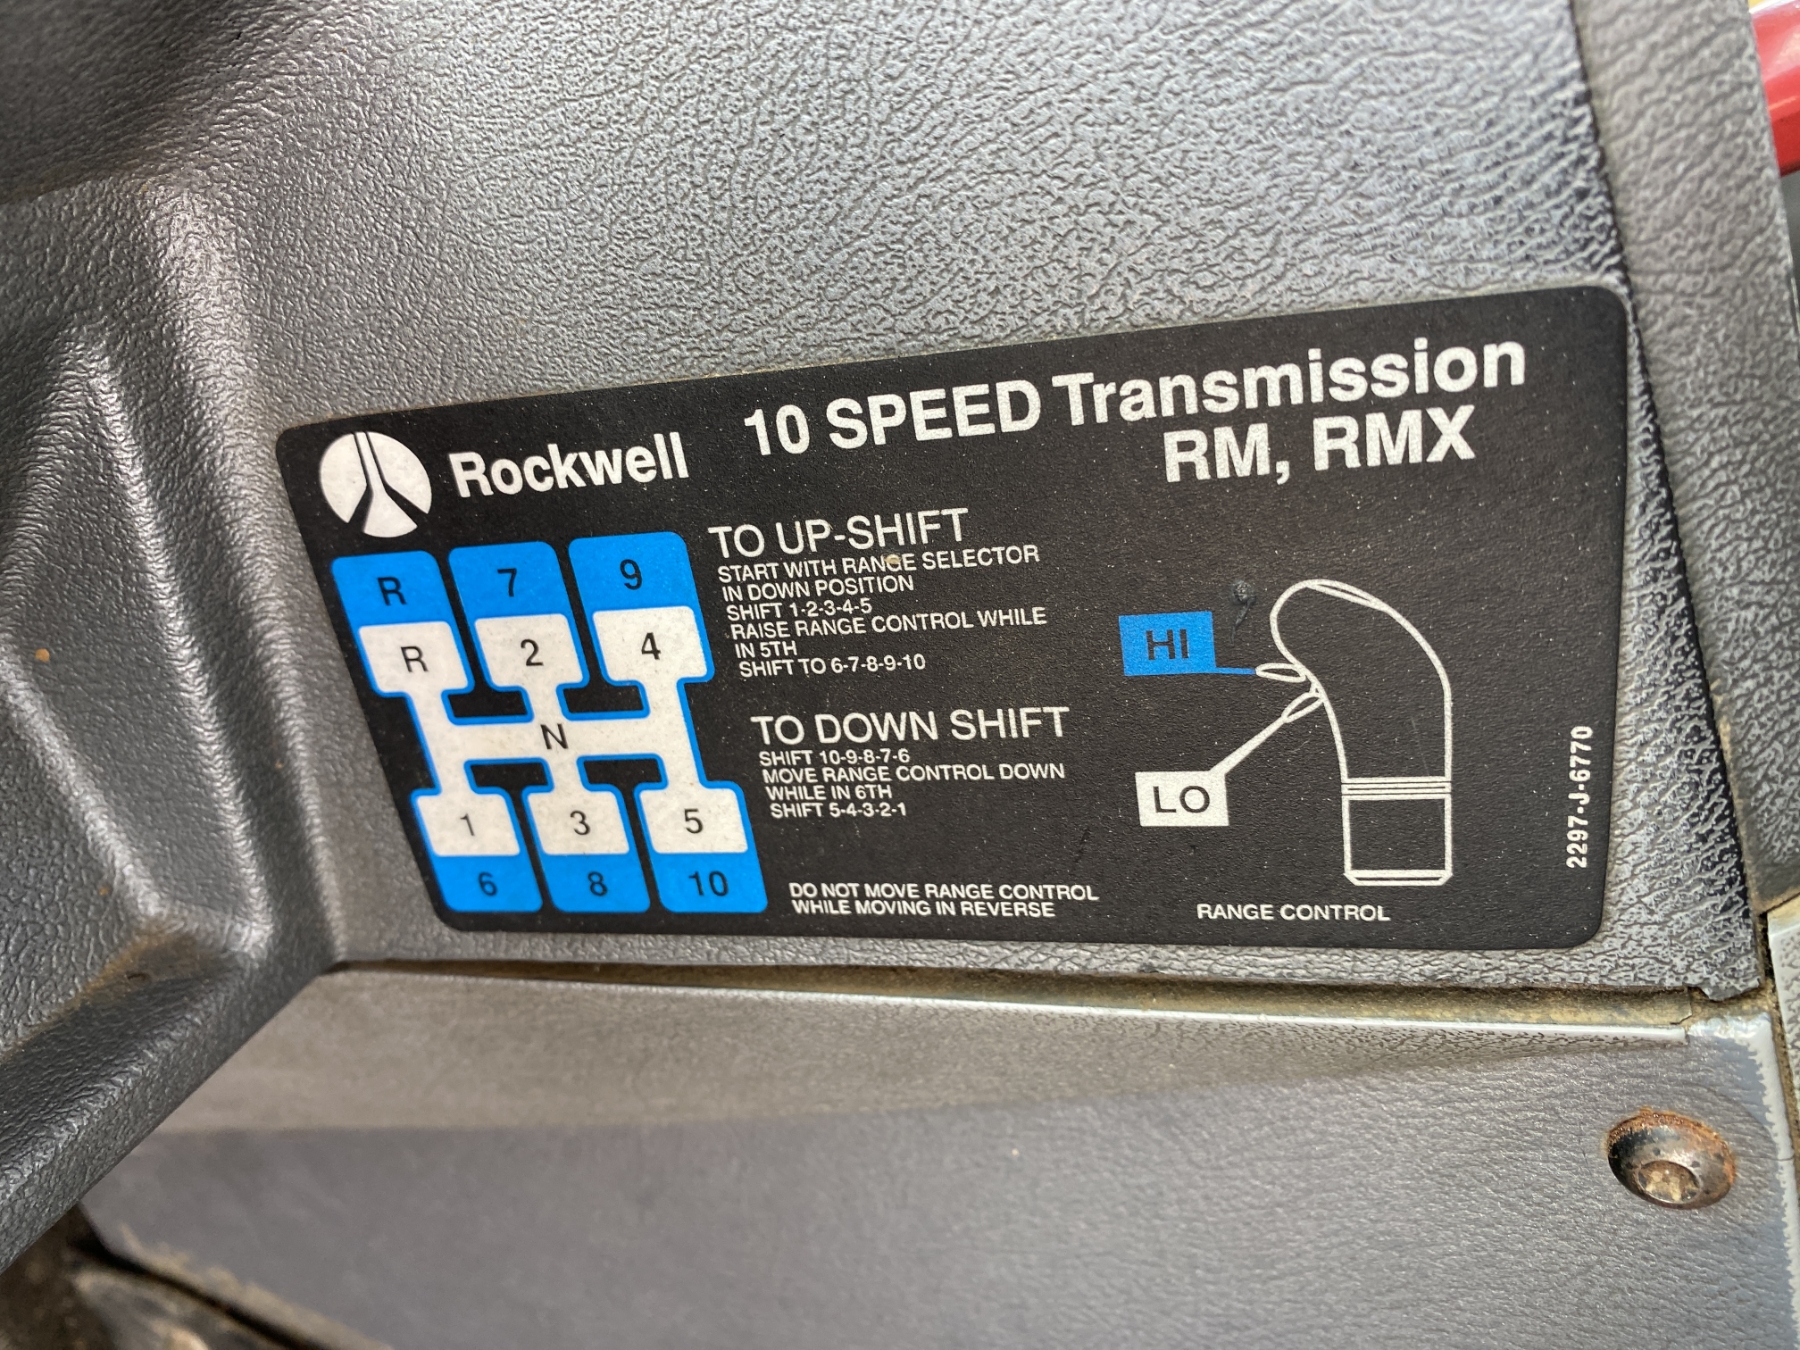 Rockwell 10 SPEED Transmission
RM, RMX
R 7 9
R 2 4
N
1 3 5
6 8 10
TO UP-SHIFT
START WITH RANGE SELECTOR
IN DOWN POSITION
SHIFT 1-2-3-4-5
RAISE RANGE CONTROL WHILE
IN 5TH
SHIFT TO 6-7-8-9-10
TO DOWN SHIFT
SHIFT 10-9-8-7-6
MOVE RANGE CONTROL DOWN
WHILE IN 6TH
SHIFT 5-4-3-2-1
DO NOT MOVE RANGE CONTROL
WHILE MOVING IN REVERSE
HI
LO
RANGE CONTROL
2297-J-6770